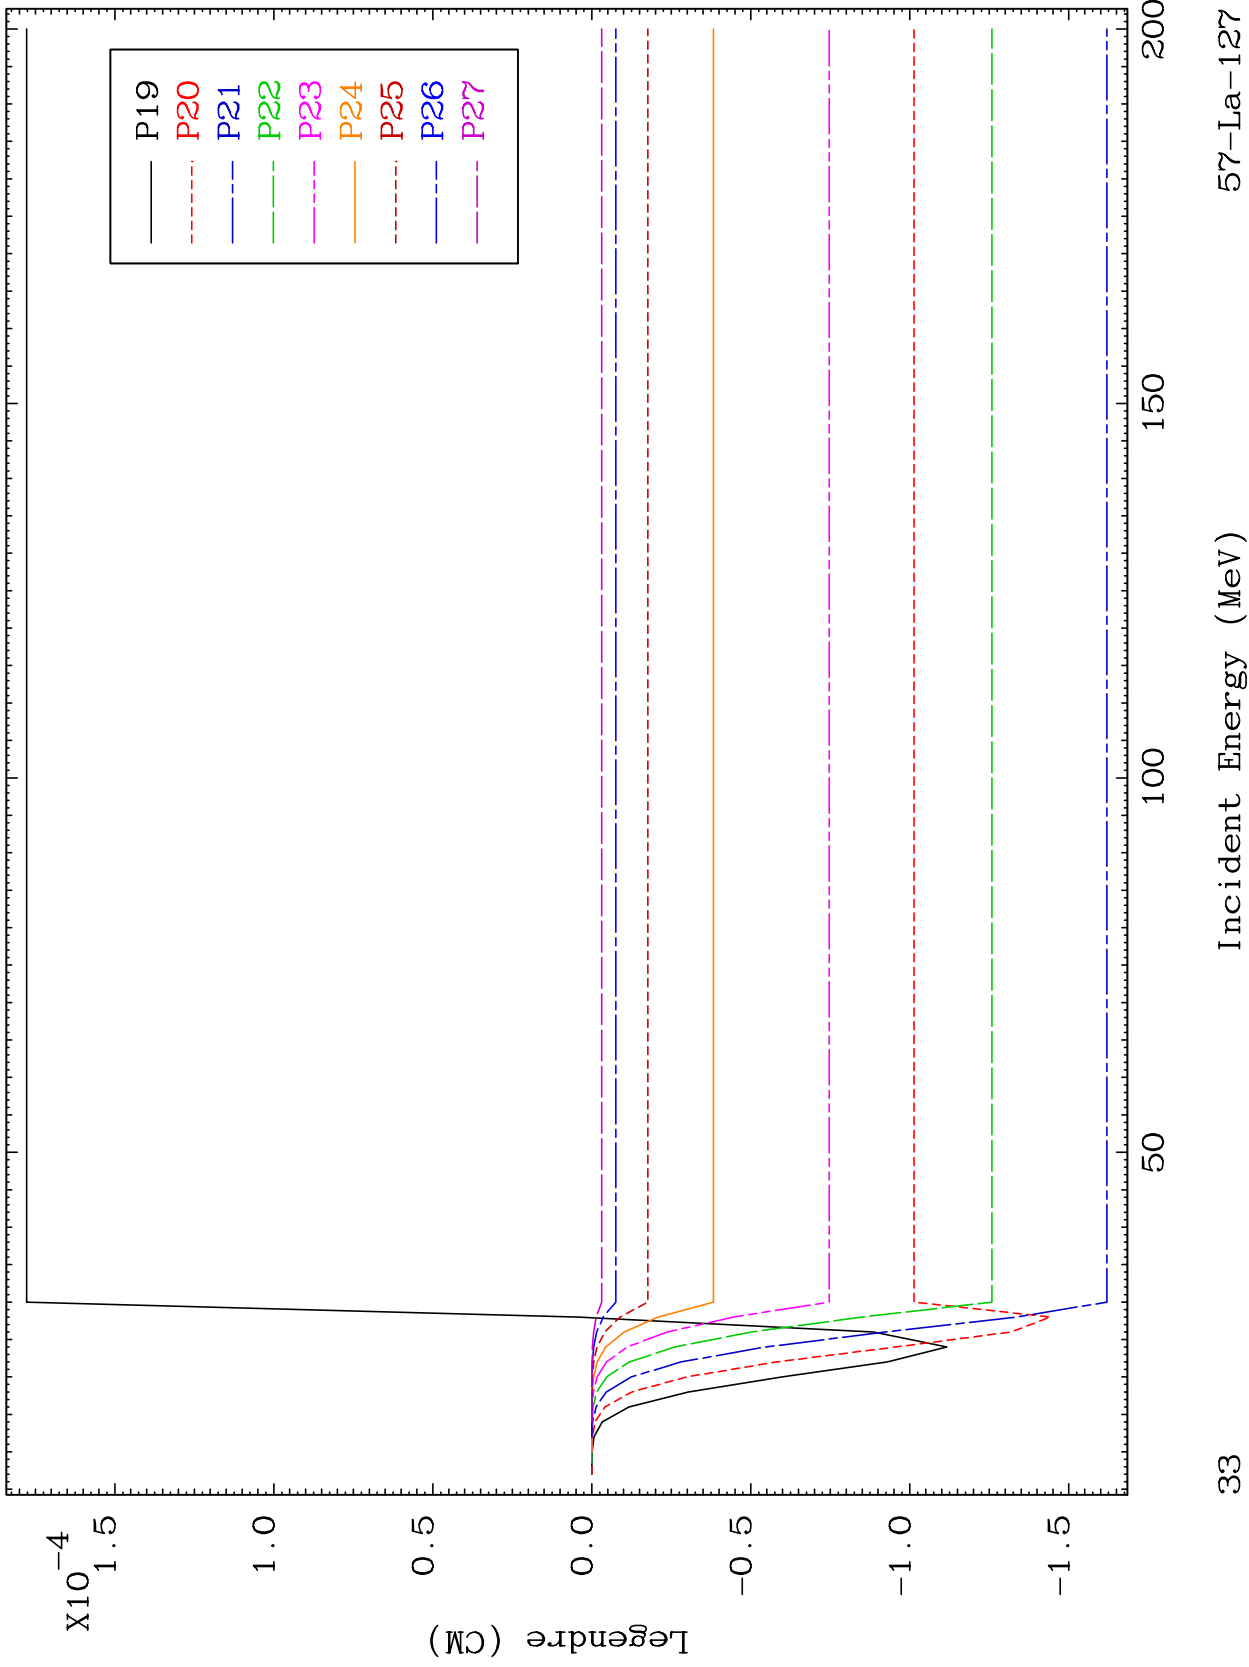 X10-4
1.5
1.0
0.5
0.0
-0.5
-1.0
-1.5
Legendre (CM)
P19
P20
P21
P22
P23
P24
P25
P26
P27
50
100
150
200
Incident Energy (MeV)
33
57-La-127